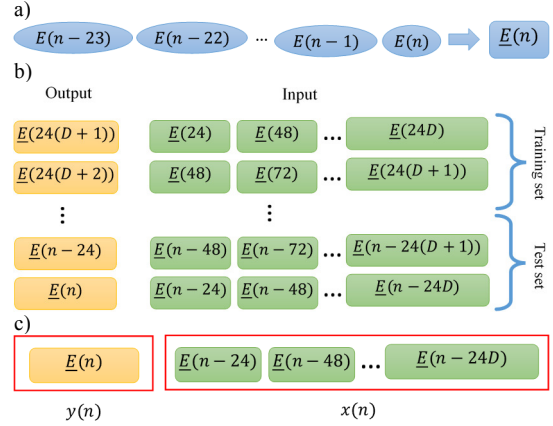 a)
E(n − 23) E(n − 22) ... E(n − 1) E(n) E(n)
b)
Output Input
E(24(D + 1)) E(24) E(48) ... E(24D)
E(24(D + 2)) E(48) E(72) ... E(24(D + 1))
Training set
⋮ ⋮
E(n − 24) E(n − 48) E(n − 72) ... E(n − 24(D + 1))
E(n) E(n − 24) E(n − 48) ... E(n − 24D)
Test set
c)
E(n) E(n − 24) E(n − 48) ... E(n − 24D)
y(n) x(n)